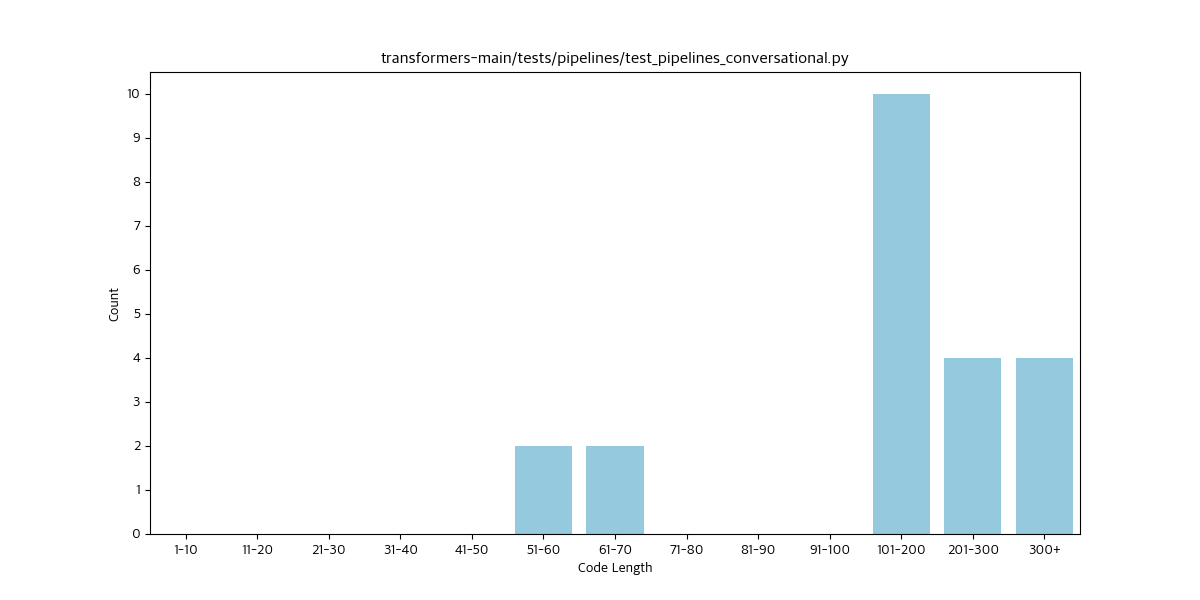 transformers-main/tests/pipelines/test_pipelines_conversational.py
10
9
8
7
6
5
4
3
2
1
0
Count
1-10 11-20 21-30 31-40 41-50 51-60 61-70 71-80 81-90 91-100 101-200 201-300 300+
Code Length